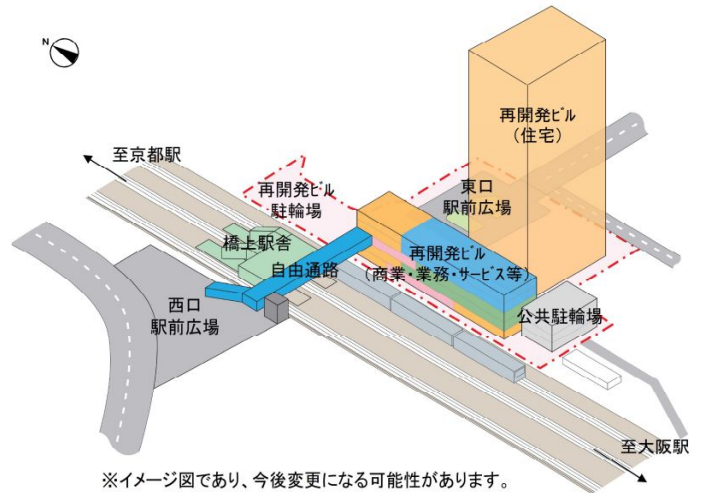 N
至京都駅
再開発ビル
（住宅）
再開発ビル
駐輪場
東口
駅前広場
橋上駅舎
自由通路
再開発ビル
（商業・業務・サービス等）
西口
駅前広場
公共駐輪場
至大阪駅
※イメージ図であり、今後変更になる可能性があります。